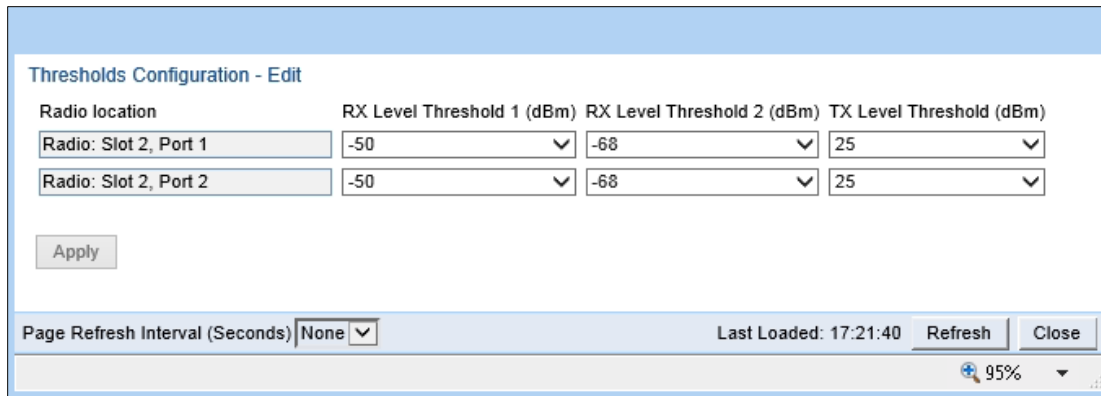 Thresholds Configuration - Edit
Radio location RX Level Threshold 1 (dBm) RX Level Threshold 2 (dBm) TX Level Threshold (dBm)
Radio: Slot 2, Port 1 -50 -68 25
Radio: Slot 2, Port 2 -50 -68 25
Apply
Page Refresh Interval (Seconds) None Last Loaded: 17:21:40 Refresh Close
95%